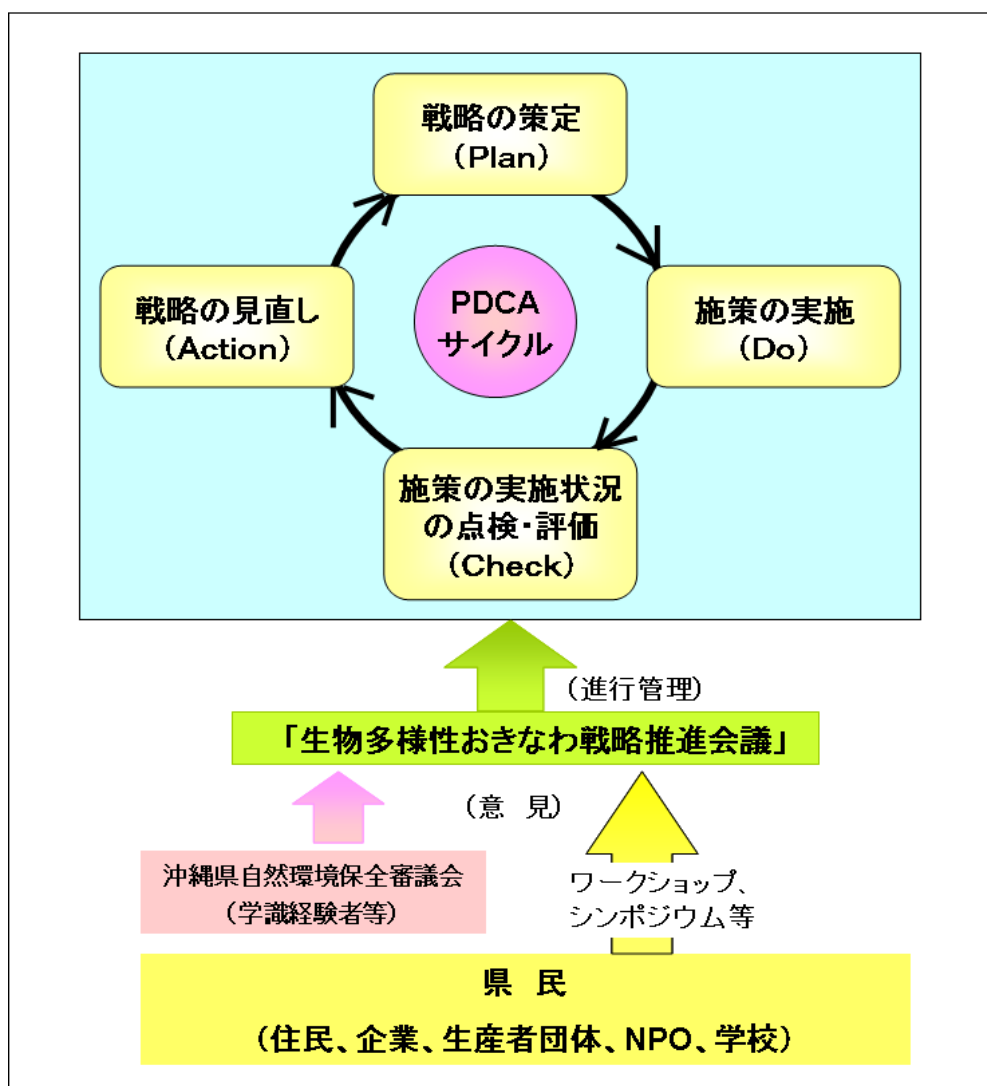 戦略の策定
(Plan)
戦略の見直し
(Action)
PDCA
サイクル
施策の実施
(Do)
施策の実施状況
の点検・評価
(Check)
(進行管理)
「生物多様性おきなわ戦略推進会議」
(意 見)
沖縄県自然環境保全審議会
(学識経験者等)
ワークショップ、
シンポジウム等
県 民
(住民、企業、生産者団体、NPO、学校)